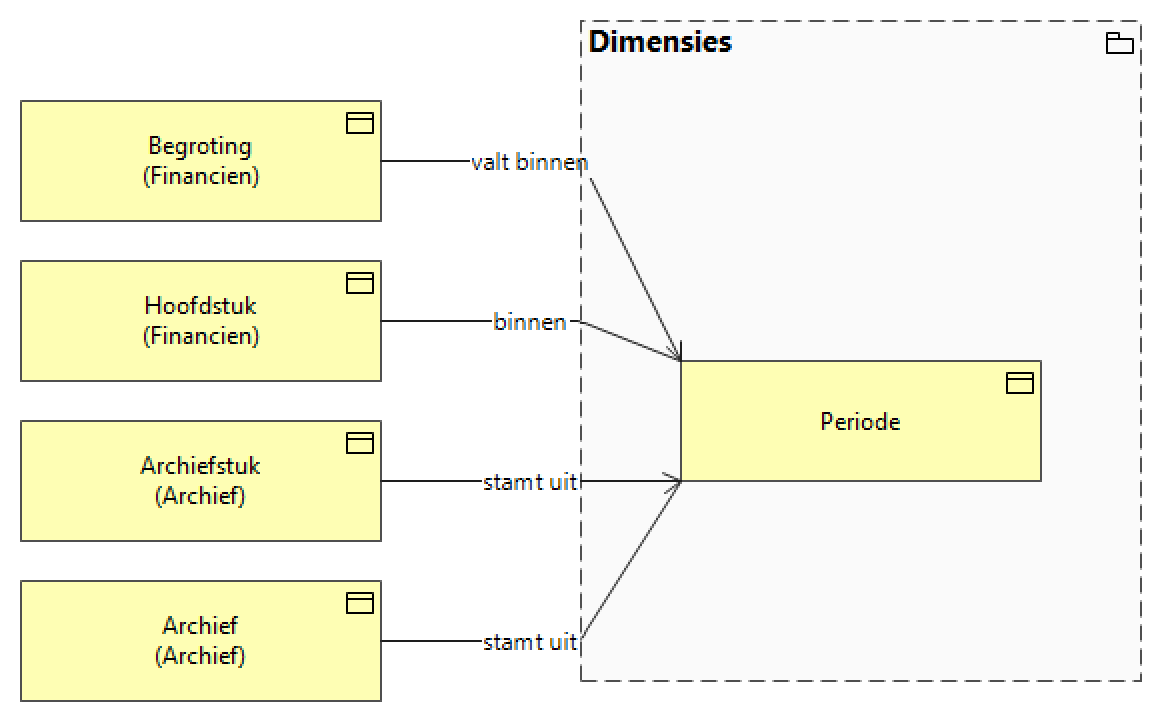 Dimensies
Begroting
(Financien)
valt binnen
Hoofdstuk
(Financien)
binnen
Periode
Archiefstuk
(Archief)
stamt uit
Archief
(Archief)
stamt uit